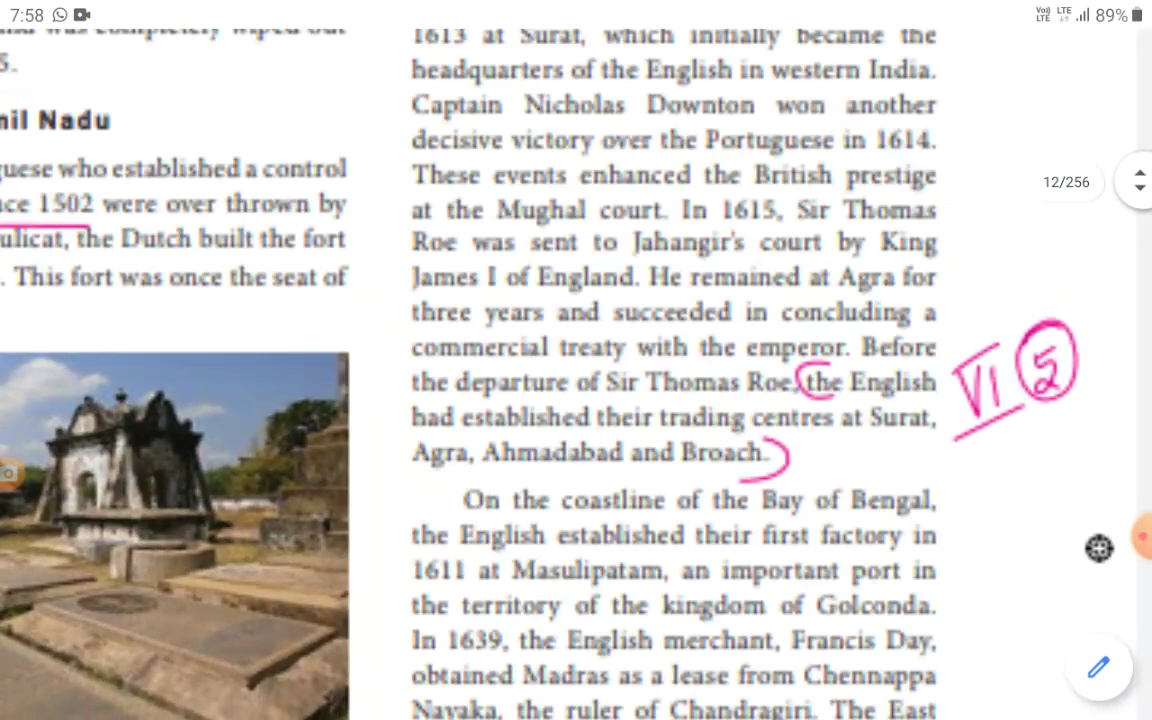 7:58
Vo) LTE
LTE
89%
5.
nil Nadu
guese who established a control
nce 1502 were over thrown by
ulicat, the Dutch built the fort
. This fort was once the seat of
1613 at Surat, which initially became the
headquarters of the English in western India.
Captain Nicholas Downton won another
decisive victory over the Portuguese in 1614.
These events enhanced the British prestige
at the Mughal court. In 1615, Sir Thomas
Roe was sent to Jahangir's court by King
James I of England. He remained at Agra for
three years and succeeded in concluding a
commercial treaty with the emperor. Before
the departure of Sir Thomas Roe, the English
had established their trading centres at Surat,
Agra, Ahmadabad and Broach.
On the coastline of the Bay of Bengal,
the English established their first factory in
1611 at Masulipatam, an important port in
the territory of the kingdom of Golconda.
In 1639, the English merchant, Francis Day,
obtained Madras as a lease from Chennappa
Nayaka, the ruler of Chandragiri. The East
12/256
VI 5